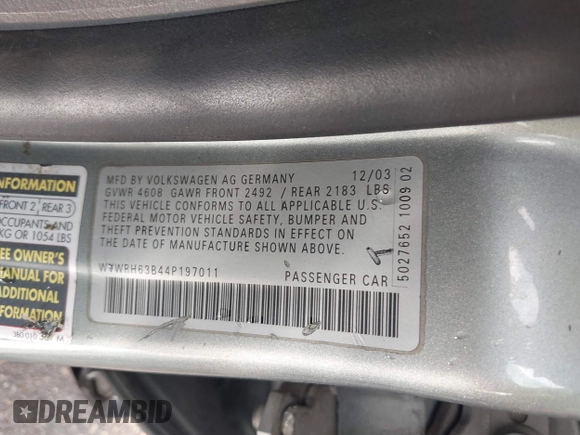 MFD BY VOLKSWAGEN AG GERMANY 12/03
GVWR 4608 GAWR FRONT 2492 / REAR 2183 LBS
THIS VEHICLE CONFORMS TO ALL APPLICABLE U.S.
FEDERAL MOTOR VEHICLE SAFETY, BUMPER AND
THEFT PREVENTION STANDARDS IN EFFECT ON
THE DATE OF MANUFACTURE SHOWN ABOVE.
WVWRH63B44P197011 PASSENGER CAR
5027652 1009 02
INFORMATION
FRONT 2, REAR 3
OCCUPANTS AND
KG OR 1054 LBS
SEE OWNER'S
MANUAL FOR
ADDITIONAL
INFORMATION
DREAMBID